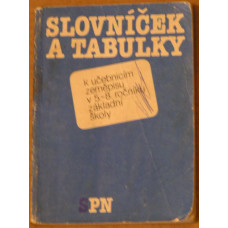 SLOVNÍČEK
A TABULKY
k učebnicím
zeměpisu
v 5.-8. ročníku
základní
školy
SPN